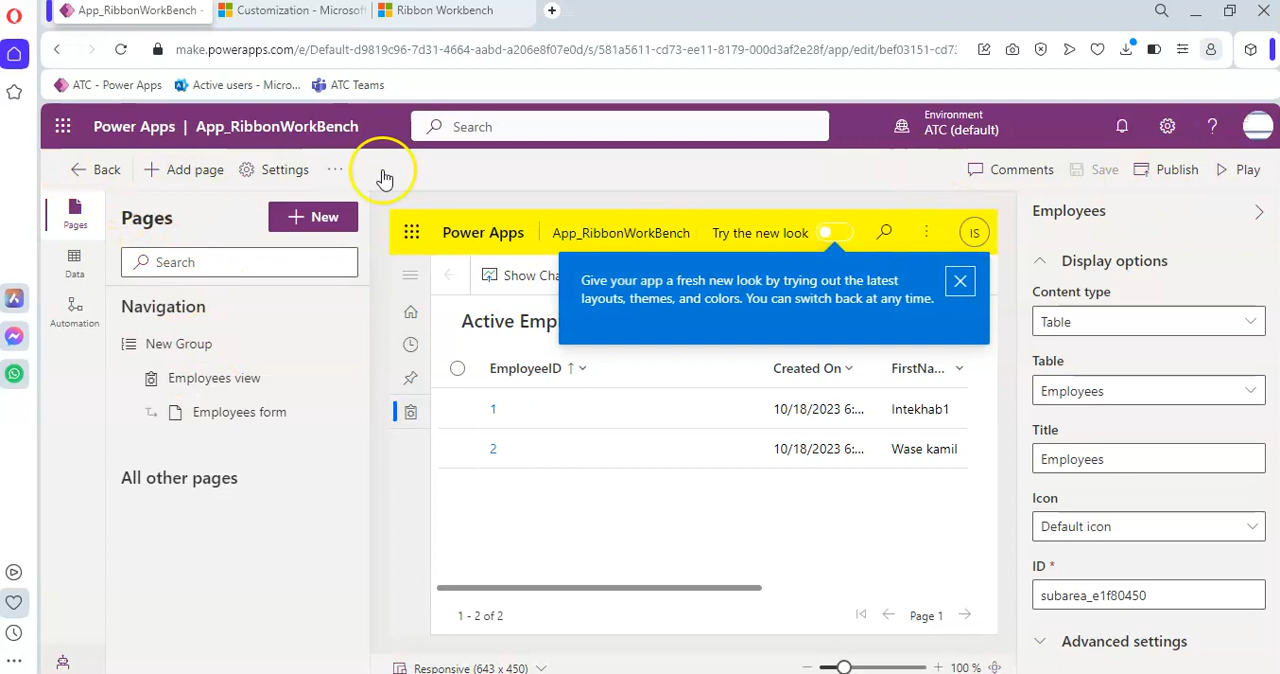 App_RibbonWorkBench -
Customization - Microsof
Ribbon Workbench
make.powerapps.com/e/Default-d9819c96-7d31-4664-aabd-a206e8f07e0d/s/581a5611-cd73-ee11-8179-000d3af2e28f/app/edit/bef03151-cd73
ATC - Power Apps
Active users - Micro...
ATC Teams
Power Apps | App_RibbonWorkBench
Search
Environment
ATC (default)
Back
Add page
Settings
Comments
Save
Publish
Play
Pages
Data
Automation
Pages
New
Search
Navigation
New Group
Employees view
Employees form
All other pages
Power Apps
App_RibbonWorkBench
Try the new look
IS
Show Cha
Give your app a fresh new look by trying out the latest
layouts, themes, and colors. You can switch back at any time.
Active Emp
EmployeeID
Created On
FirstNa...
1
10/18/2023 6:...
Intekhab1
2
10/18/2023 6:...
Wase kamil
1 - 2 of 2
Page 1
Responsive (643 x 450)
100 %
Employees
Display options
Content type
Table
Table
Employees
Title
Employees
Icon
Default icon
ID *
subarea_e1f80450
Advanced settings